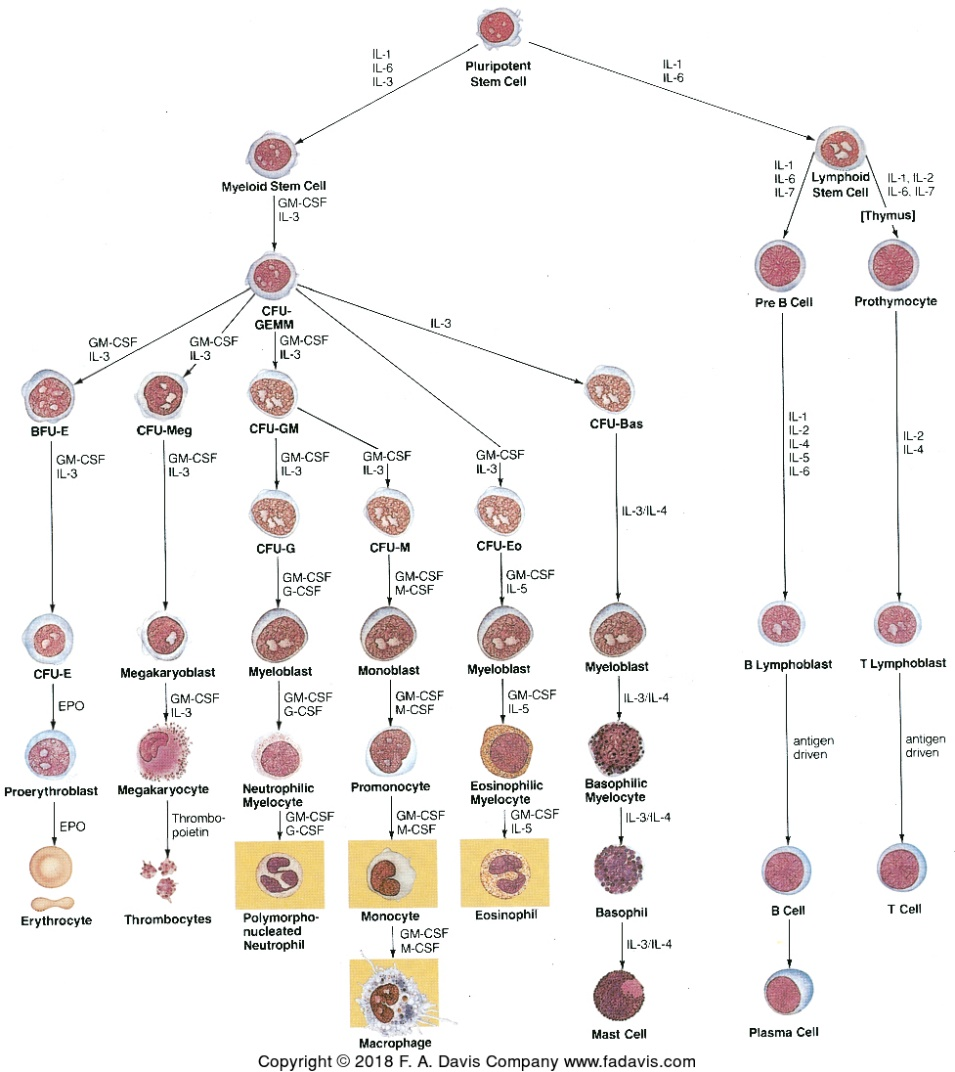 Pluripotent
Stem Cell
IL-1
IL-6
IL-3
IL-1
IL-6
Myeloid Stem Cell
Lymphoid
Stem Cell
GM-CSF
IL-3
IL-1
IL-6
IL-7
IL-1, IL-2
IL-6, IL-7
[Thymus]
CFU-
GEMM
Pre B Cell
Prothymocyte
GM-CSF
IL-3
GM-CSF
IL-3
GM-CSF
IL-3
IL-3
BFU-E
CFU-Meg
CFU-GM
CFU-Bas
GM-CSF
IL-3
GM-CSF
IL-3
GM-CSF
IL-3
GM-CSF
IL-3
GM-CSF
IL-3
IL-1
IL-2
IL-4
IL-5
IL-6
IL-2
IL-4
IL-3/IL-4
CFU-G
CFU-M
CFU-Eo
GM-CSF
G-CSF
GM-CSF
M-CSF
GM-CSF
IL-5
CFU-E
Megakaryoblast
Myeloblast
Monoblast
Myeloblast
Myeloblast
B Lymphoblast
T Lymphoblast
EPO
GM-CSF
IL-3
GM-CSF
G-CSF
GM-CSF
M-CSF
GM-CSF
IL-5
IL-3/IL-4
antigen
driven
antigen
driven
Proerythroblast
Megakaryocyte
Neutrophilic
Myelocyte
Promonocyte
Eosinophilic
Myelocyte
Basophilic
Myelocyte
EPO
Thrombo-
poietin
GM-CSF
G-CSF
GM-CSF
M-CSF
GM-CSF
IL-5
IL-3/IL-4
Erythrocyte
Thrombocytes
Polymorpho-
nucleated
Neutrophil
Monocyte
Eosinophil
Basophil
B Cell
T Cell
GM-CSF
M-CSF
IL-3/IL-4
Macrophage
Mast Cell
Plasma Cell
Copyright © 2018 F. A. Davis Company www.fadavis.com